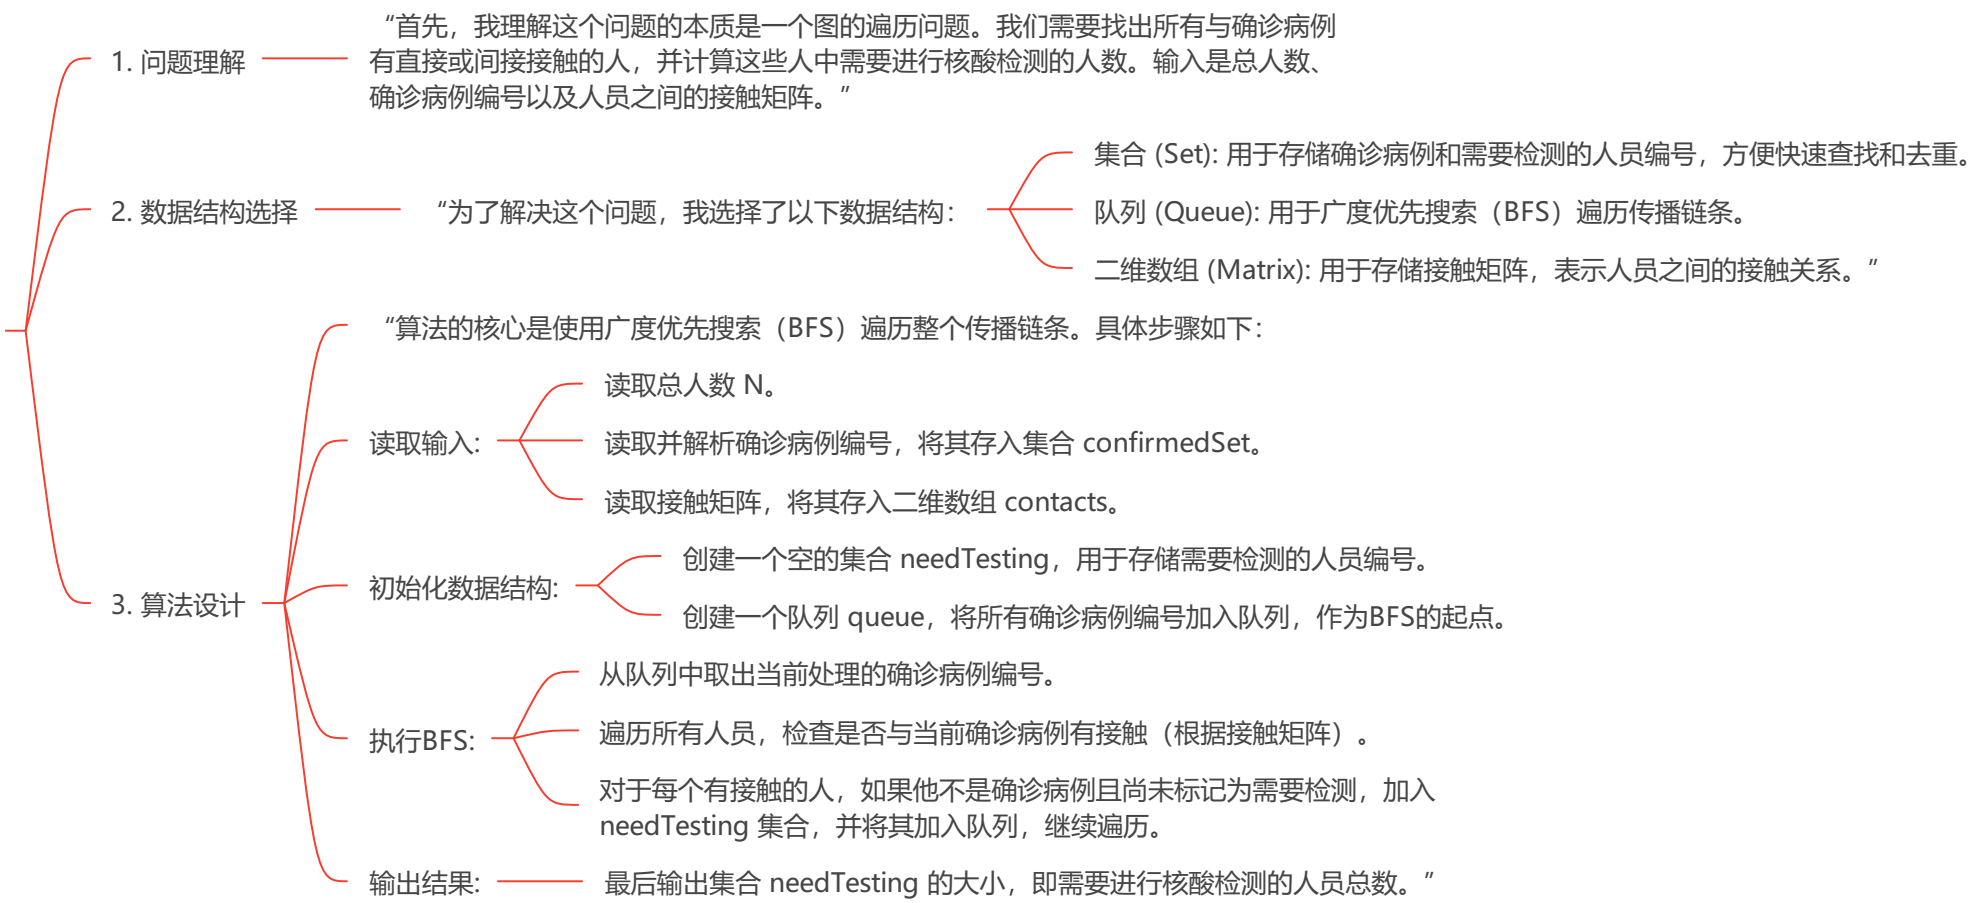 1. 问题理解
“首先，我理解这个问题的本质是一个图的遍历问题。我们需要找出所有与确诊病例
有直接或间接接触的人，并计算这些人中需要进行核酸检测的人数。输入是总人数、
确诊病例编号以及人员之间的接触矩阵。”
2. 数据结构选择
“为了解决这个问题，我选择了以下数据结构：
集合 (Set): 用于存储确诊病例和需要检测的人员编号，方便快速查找和去重。
队列 (Queue): 用于广度优先搜索（BFS）遍历传播链条。
二维数组 (Matrix): 用于存储接触矩阵，表示人员之间的接触关系。”
3. 算法设计
“算法的核心是使用广度优先搜索（BFS）遍历整个传播链条。具体步骤如下：
读取输入:
读取总人数 N。
读取并解析确诊病例编号，将其存入集合 confirmedSet。
读取接触矩阵，将其存入二维数组 contacts。
初始化数据结构:
创建一个空的集合 needTesting，用于存储需要检测的人员编号。
创建一个队列 queue，将所有确诊病例编号加入队列，作为BFS的起点。
执行BFS:
从队列中取出当前处理的确诊病例编号。
遍历所有人员，检查是否与当前确诊病例有接触（根据接触矩阵）。
对于每个有接触的人，如果他不是确诊病例且尚未标记为需要检测，加入
needTesting 集合，并将其加入队列，继续遍历。
输出结果:
最后输出集合 needTesting 的大小，即需要进行核酸检测的人员总数。”